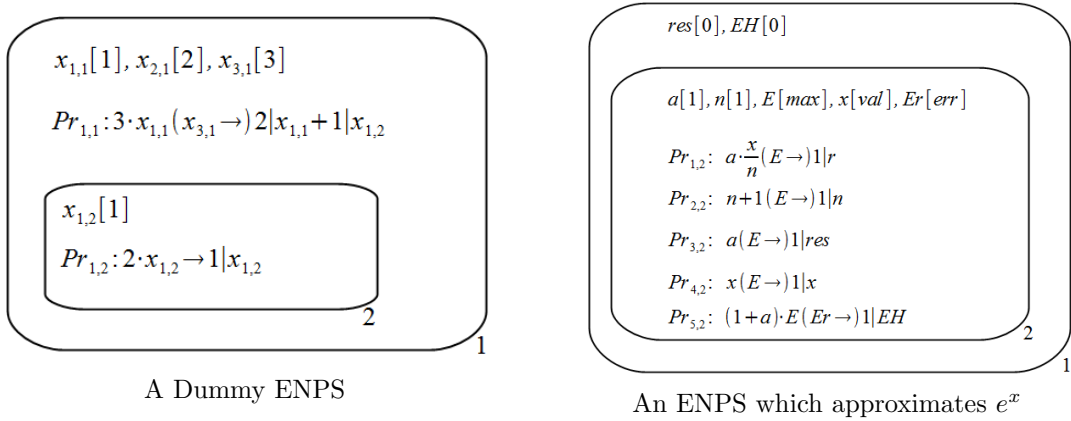 x₁,₁[1], x₂,₁[2], x₃,₁[3]
Pr₁,₁:3·x₁,₁(x₃,₁→)2|x₁,₁+1|x₁,₂
x₁,₂[1]
Pr₁,₂:2·x₁,₂→1|x₁,₂
2
1
A Dummy ENPS
res[0], EH[0]
a[1], n[1], E[max], x[val], Er[err]
Pr₁,₂: a·x/n(E→)1|r
Pr₂,₂: n+1(E→)1|n
Pr₃,₂: a(E→)1|res
Pr₄,₂: x(E→)1|x
Pr₅,₂: (1+a)·E(Er→)1|EH
2
1
An ENPS which approximates eˣ